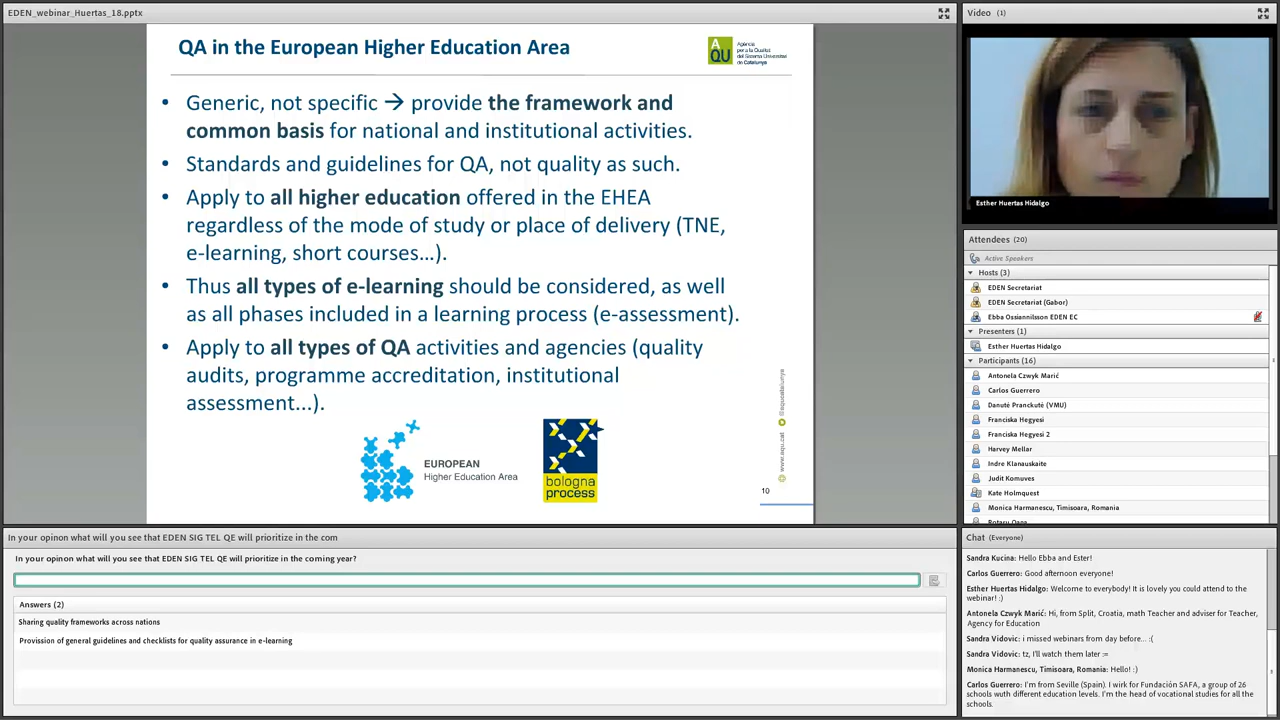 EDEN_webinar_Huertas_18.pptx
QA in the European Higher Education Area
AQU
Agència
per a la Qualitat
del Sistema Universitari
de Catalunya
• Generic, not specific → provide the framework and
common basis for national and institutional activities.
• Standards and guidelines for QA, not quality as such.
• Apply to all higher education offered in the EHEA
regardless of the mode of study or place of delivery (TNE,
e-learning, short courses…).
• Thus all types of e-learning should be considered, as well
as all phases included in a learning process (e-assessment).
• Apply to all types of QA activities and agencies (quality
audits, programme accreditation, institutional
assessment...).
EUROPEAN
Higher Education Area
bologna
process
www.aqu.cat
@aqucatalunya
10
Video (1)
Esther Huertas Hidalgo
Attendees (20)
Active Speakers
Hosts (3)
EDEN Secretariat
EDEN Secretariat (Gabor)
Ebba Ossiannilsson EDEN EC
Presenters (1)
Esther Huertas Hidalgo
Participants (16)
Antonela Czwyk Marić
Carlos Guerrero
Danutė Pranckutė (VMU)
Franciska Hegyesi
Franciska Hegyesi 2
Harvey Mellar
Indre Klanauskaite
Judit Komuves
Kate Holmquest
Monica Harmanescu, Timisoara, Romania
In your opinon what will you see that EDEN SIG TEL QE will prioritize in the com
In your opinon what will you see that EDEN SIG TEL QE will prioritize in the coming year?
Answers (2)
Sharing quality frameworks across nations
Provission of general guidelines and checklists for quality assurance in e-learning
Chat (Everyone)
Sandra Kucina: Hello Ebba and Ester!
Carlos Guerrero: Good afternoon everyone!
Esther Huertas Hidalgo: Welcome to everybody! It is lovely you could attend to the
webinar! :)
Antonela Czwyk Marić: Hi, from Split, Croatia, math Teacher and adviser for Teacher,
Agency for Education
Sandra Vidovic: i missed webinars from day before... :(
Sandra Vidovic: tz, I'll watch them later :=
Monica Harmanescu, Timisoara, Romania: Hello! :)
Carlos Guerrero: I'm from Seville (Spain). I wirk for Fundación SAFA, a group of 26
schools wuth different education levels. I'm the head of vocational studies for all the
schools.